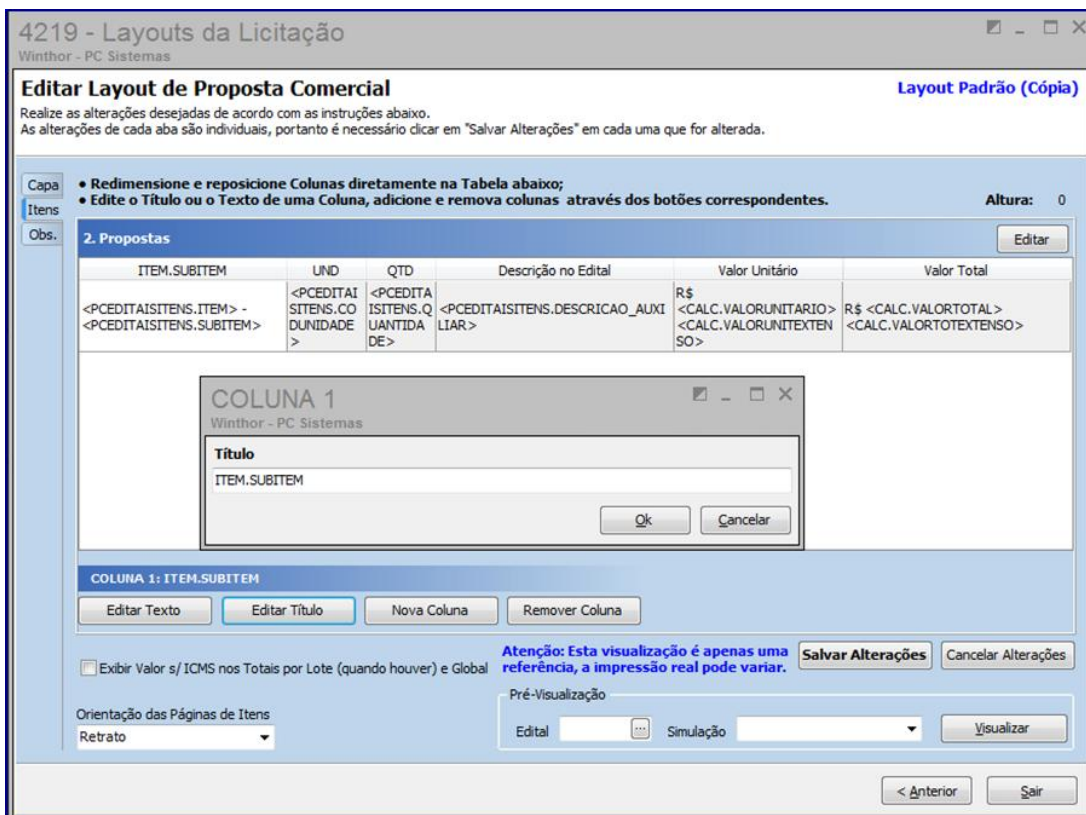 4219 - Layouts da Licitação
Winthor - PC Sistemas
Editar Layout de Proposta Comercial
Layout Padrão (Cópia)
Realize as alterações desejadas de acordo com as instruções abaixo.
As alterações de cada aba são individuais, portanto é necessário clicar em "Salvar Alterações" em cada uma que for alterada.
Capa
Itens
Obs.
• Redimensione e reposicione Colunas diretamente na Tabela abaixo;
• Edite o Título ou o Texto de uma Coluna, adicione e remova colunas através dos botões correspondentes.
Altura: 0
2. Propostas
Editar
ITEM.SUBITEM UND QTD Descrição no Edital Valor Unitário Valor Total
<PCEDITAISITENS.ITEM> -
<PCEDITAISITENS.SUBITEM>
<PCEDITAI
SITENS.CO
DUNIDADE
>
<PCEDITA
ISITENS.Q
UANTIDA
DE>
<PCEDITAISITENS.DESCRICAO_AUXI
LIAR>
R$
<CALC.VALORUNITARIO>
<CALC.VALORUNITEXTEN
SO>
R$ <CALC.VALORTOTAL>
<CALC.VALORTOTEXTENSO>
COLUNA 1
Winthor - PC Sistemas
Título
ITEM.SUBITEM
Ok Cancelar
COLUNA 1: ITEM.SUBITEM
Editar Texto Editar Título Nova Coluna Remover Coluna
Exibir Valor s/ ICMS nos Totais por Lote (quando houver) e Global
Atenção: Esta visualização é apenas uma
referência, a impressão real pode variar.
Salvar Alterações Cancelar Alterações
Orientação das Páginas de Itens
Retrato
Pré-Visualização
Edital ... Simulação Visualizar
< Anterior Sair